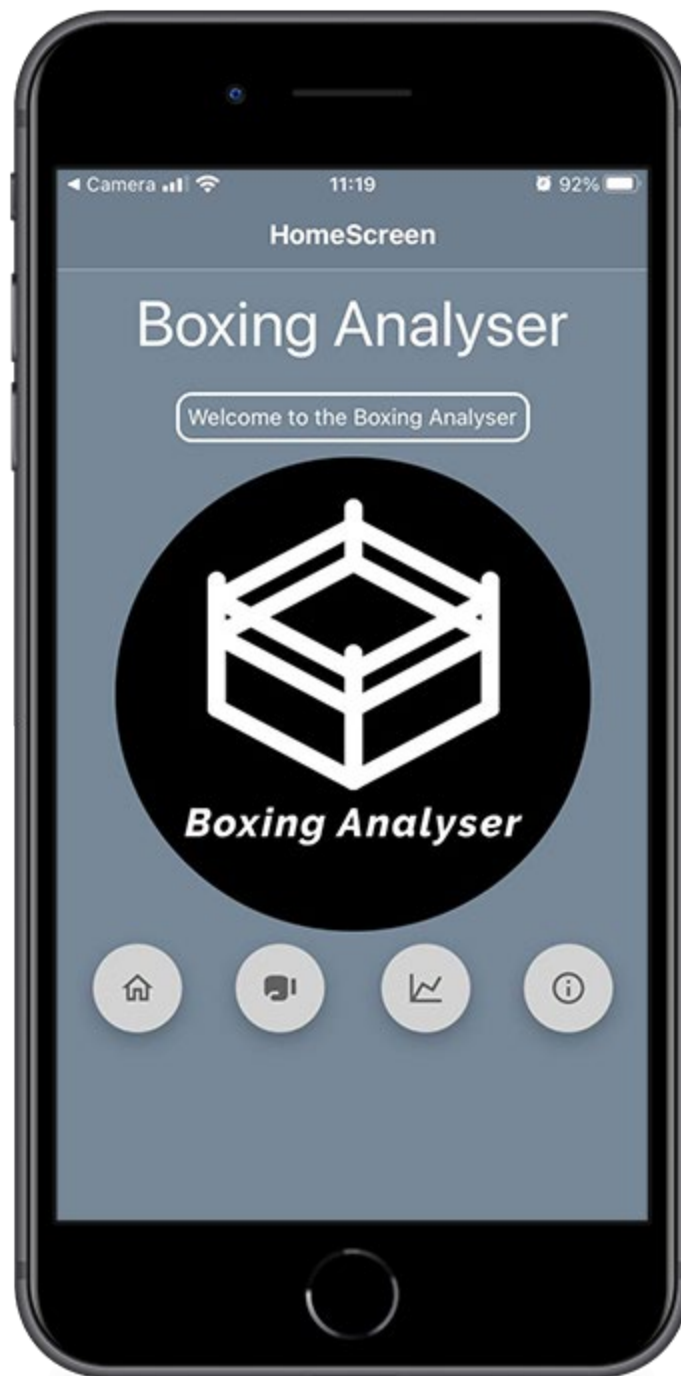 ◀ Camera
11:19
92%
HomeScreen
Boxing Analyser
Welcome to the Boxing Analyser
Boxing Analyser